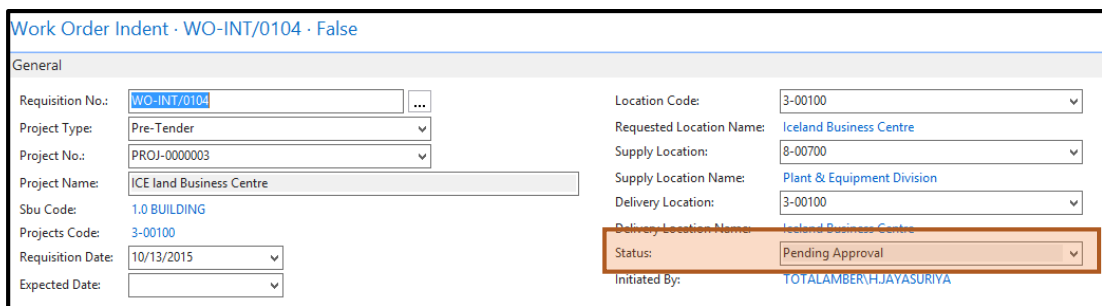 Work Order Indent · WO-INT/0104 · False
General
Requisition No.: WO-INT/0104 ...
Project Type: Pre-Tender
Project No.: PROJ-0000003
Project Name: ICE land Business Centre
Sbu Code: 1.0 BUILDING
Projects Code: 3-00100
Requisition Date: 10/13/2015
Expected Date:
Location Code: 3-00100
Requested Location Name: Iceland Business Centre
Supply Location: 8-00700
Supply Location Name: Plant & Equipment Division
Delivery Location: 3-00100
Delivery Location Name: Iceland Business Centre
Status: Pending Approval
Initiated By: TOTALAMBER\H.JAYASURIYA